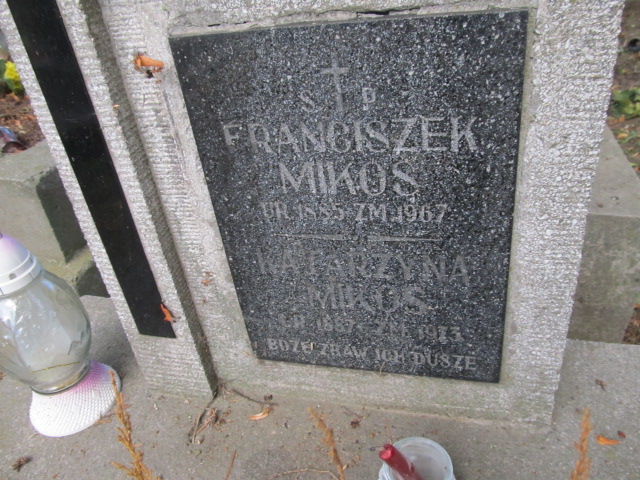 Ś P
FRANCISZEK
MIKOS
UR 1885 ZM 1967
KATARZYNA
MIKOS
UR 1887 ZM 1973
BOŻE ZBAW ICH DUSZE